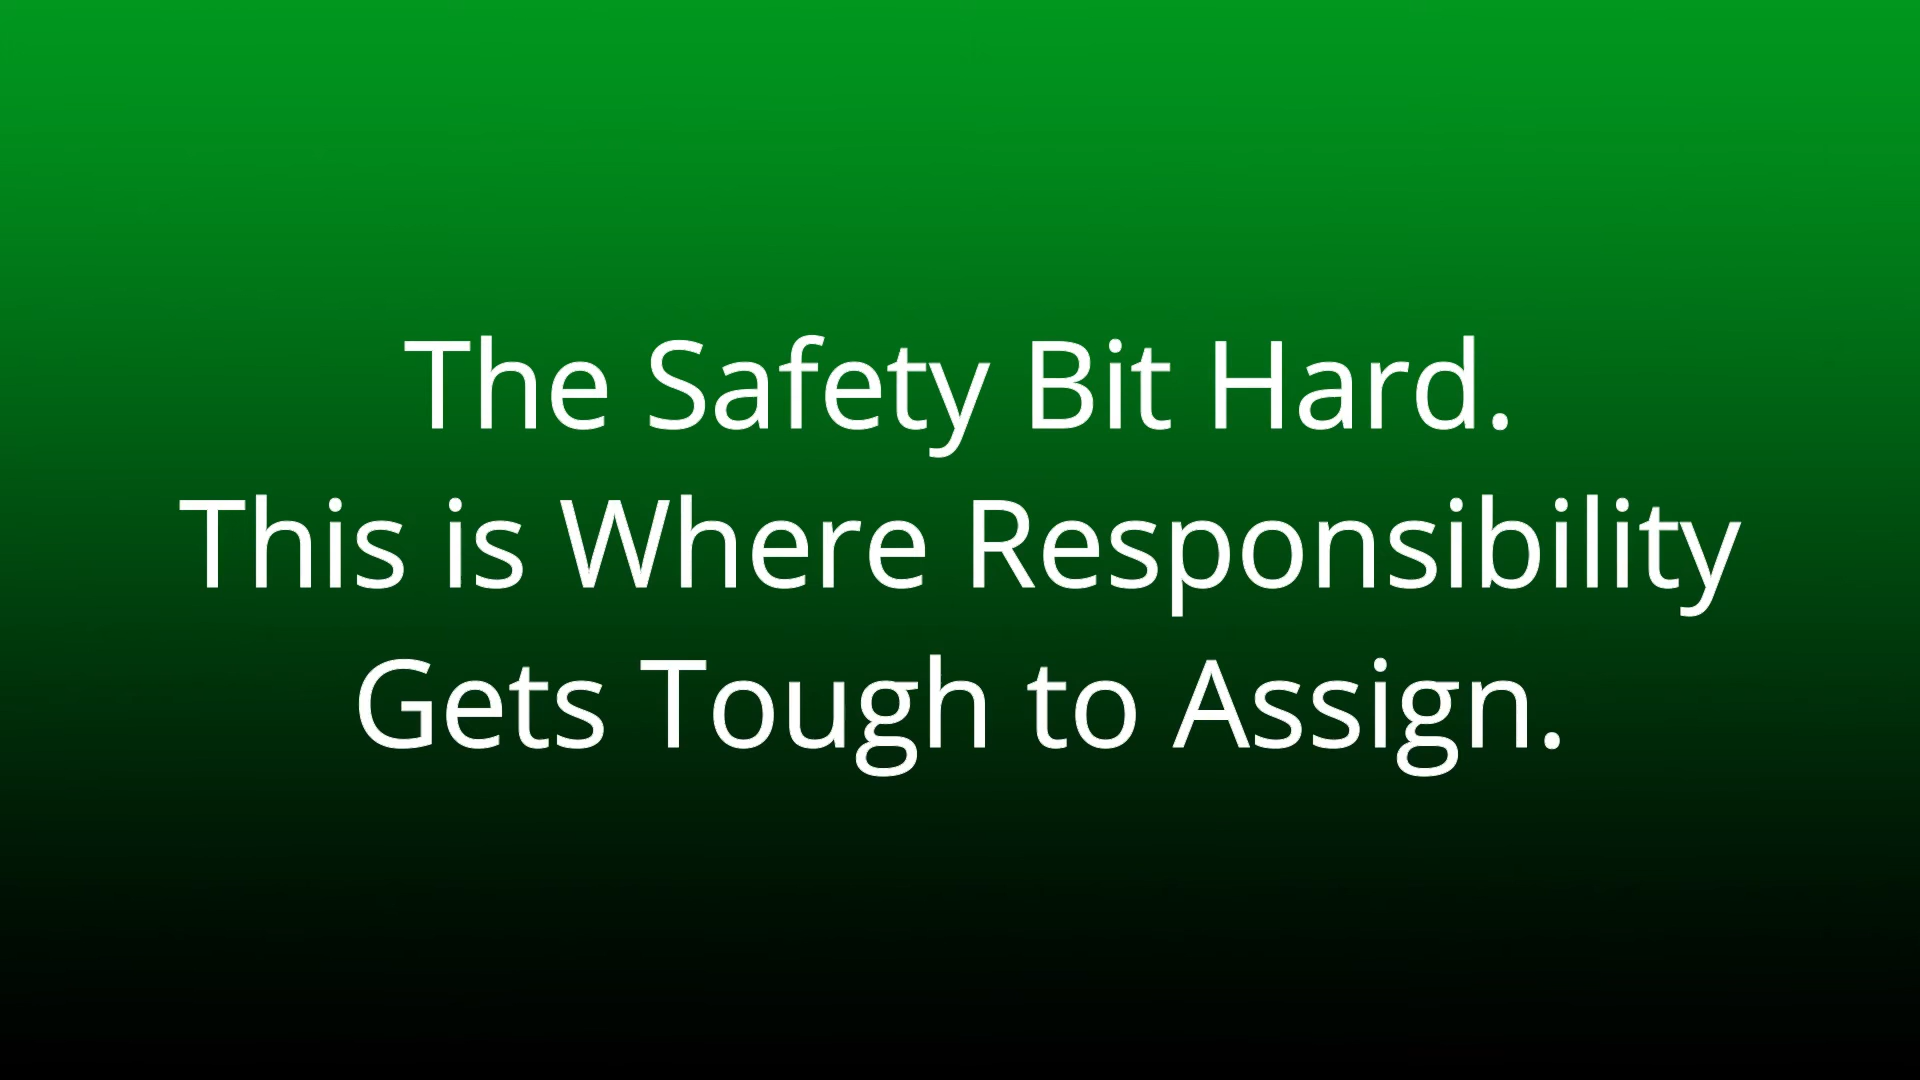 The Safety Bit Hard.
This is Where Responsibility
Gets Tough to Assign.